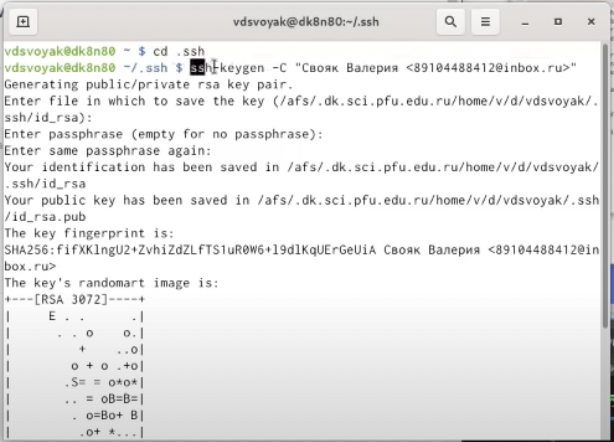 vdsvoyak@dk8n80:~/.ssh
vdsvoyak@dk8n80 ~ $ cd .ssh
vdsvoyak@dk8n80 ~/.ssh $ ssh-keygen -C "Свояк Валерия <89104488412@inbox.ru>"
Generating public/private rsa key pair.
Enter file in which to save the key (/afs/.dk.sci.pfu.edu.ru/home/v/d/vdsvoyak/.
ssh/id_rsa):
Enter passphrase (empty for no passphrase):
Enter same passphrase again:
Your identification has been saved in /afs/.dk.sci.pfu.edu.ru/home/v/d/vdsvoyak/
.ssh/id_rsa
Your public key has been saved in /afs/.dk.sci.pfu.edu.ru/home/v/d/vdsvoyak/.ssh
/id_rsa.pub
The key fingerprint is:
SHA256:fifXKlngU2+ZvhiZdZLfTS1uR0W6+l9dlKqUErGeUiA Свояк Валерия <89104488412@in
box.ru>
The key's randomart image is:
+---[RSA 3072]----+
|     E . .      .|
|      . . o    o.|
|         +    ..o|
|        o + o .+o|
|       .S= = o*o*|
|       .. = oB=B=|
|        . o=Bo+ B|
|         .o+ *...|